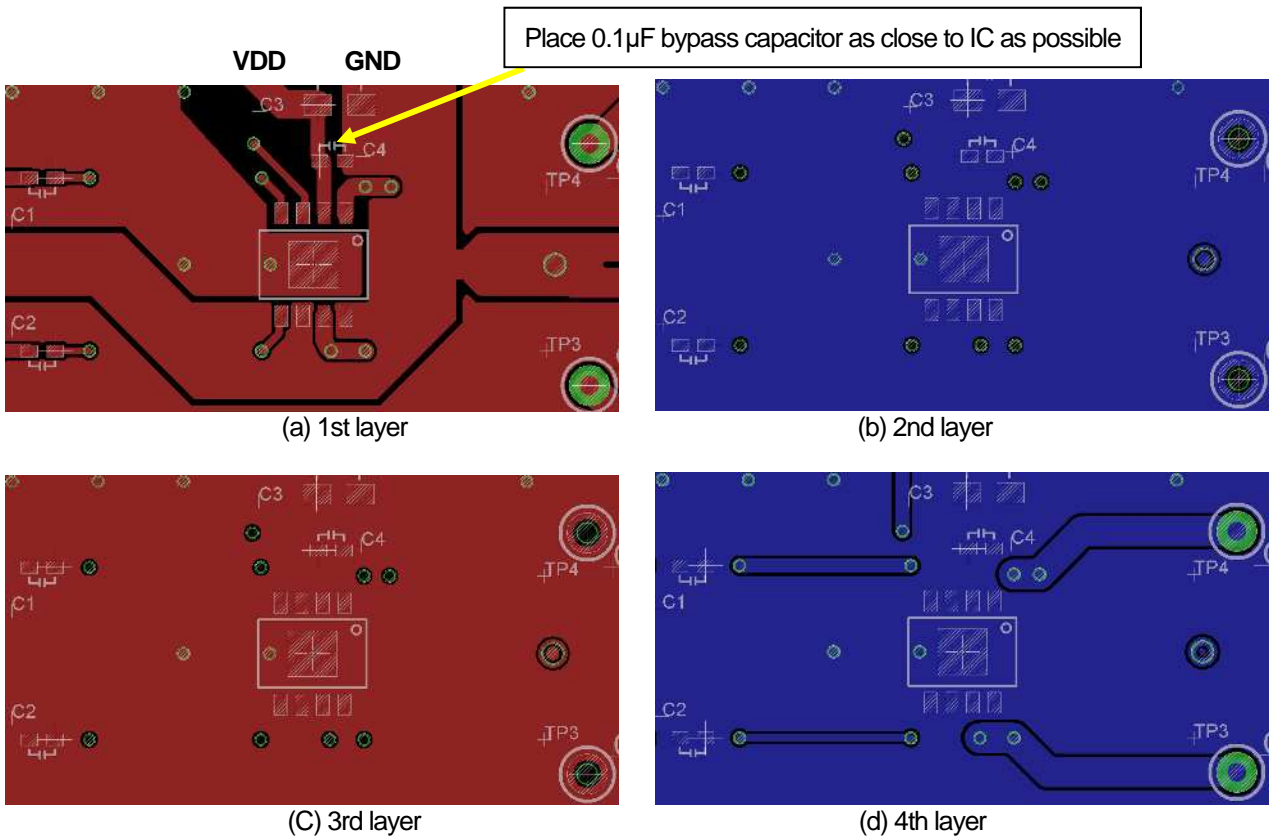 Place 0.1µF bypass capacitor as close to IC as possible
VDD GND
C3
C4
TP4
C1
C2
TP3
(a) 1st layer
C3
C4
TP4
C1
C2
TP3
(b) 2nd layer
C3
C4
TP4
C1
C2
TP3
(C) 3rd layer
C3
C4
TP4
C1
C2
TP3
(d) 4th layer